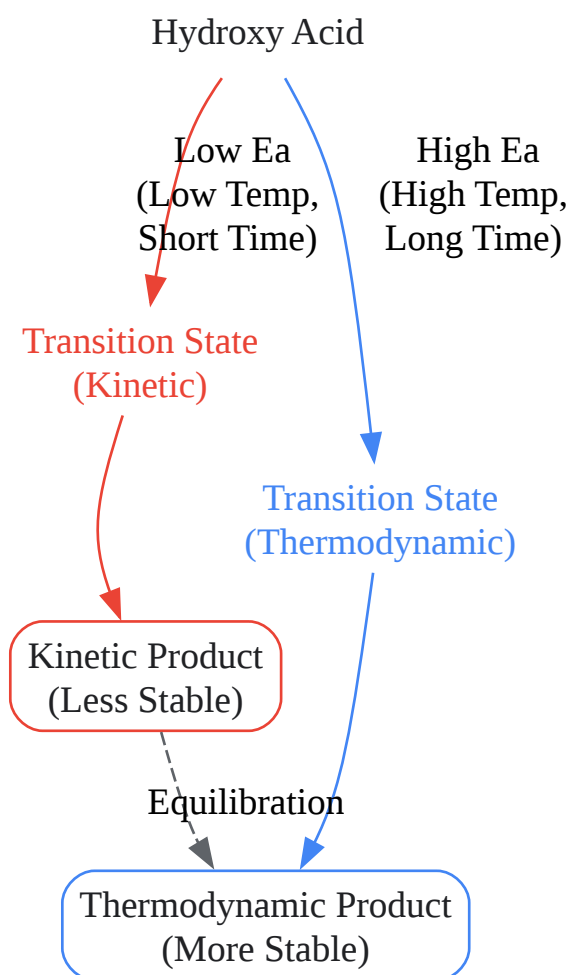 Hydroxy Acid
Low Ea
(Low Temp,
Short Time)
High Ea
(High Temp,
Long Time)
Transition State
(Kinetic)
Transition State
(Thermodynamic)
Kinetic Product
(Less Stable)
Equilibration
Thermodynamic Product
(More Stable)